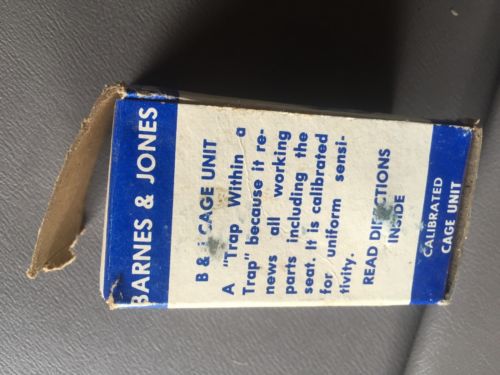 BARNES & JONES
B & J CAGE UNIT
A "Trap Within a
Trap" because it re-
news all working
parts including the
seat. It is calibrated
for uniform sensi-
tivity.
READ DIRECTIONS
INSIDE
CALIBRATED
CAGE UNIT